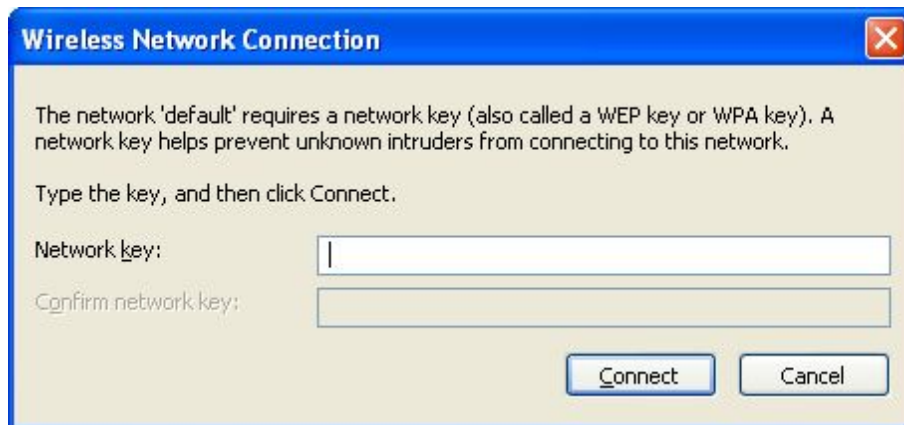 Wireless Network Connection
The network 'default' requires a network key (also called a WEP key or WPA key). A
network key helps prevent unknown intruders from connecting to this network.
Type the key, and then click Connect.
Network key:
Confirm network key:
Connect Cancel